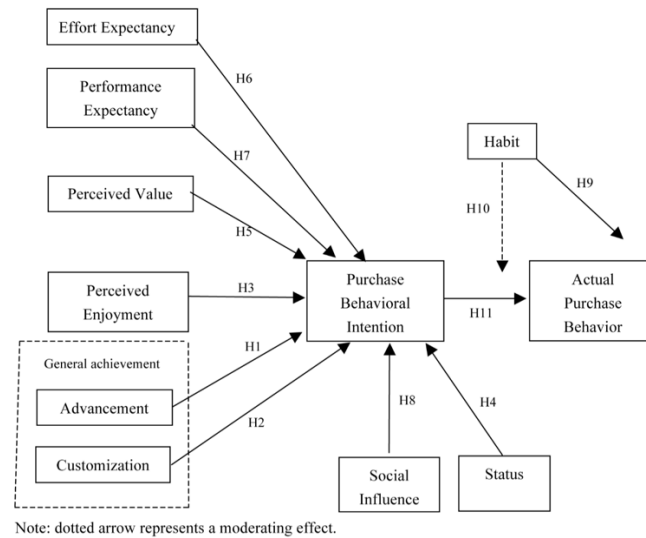 Effort Expectancy
H6
Performance
Expectancy
H7
Habit
H9
H10
Perceived Value
H5
Perceived
Enjoyment
H3
Purchase
Behavioral
Intention
H11
Actual
Purchase
Behavior
General achievement
H1
Advancement
H2
Customization
H8
H4
Social
Influence
Status
Note: dotted arrow represents a moderating effect.